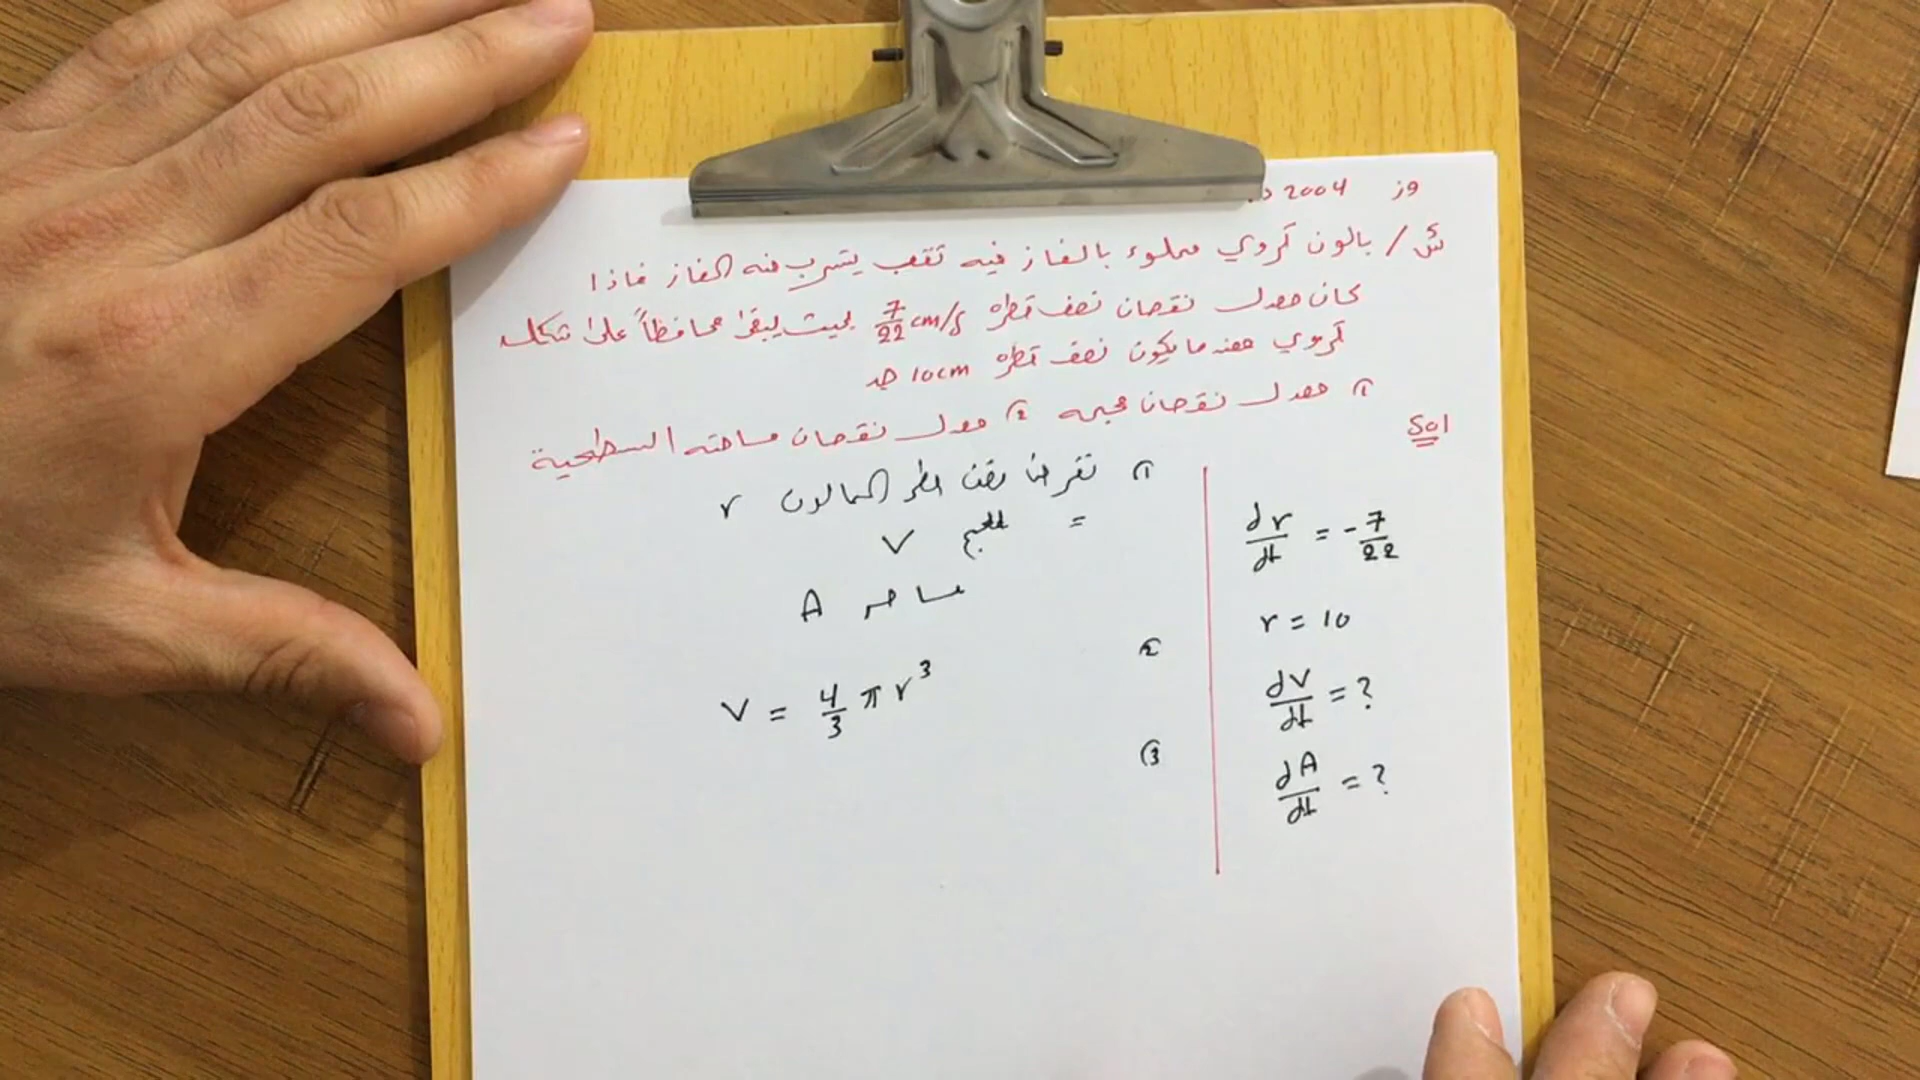 وز 2004 د
س / بالون كروي مملوء بالغاز فيه ثقب يتسرب منه الغاز فاذا
كان معدل نقصان نصف قطره 7/22 cm/s بحيث يبقى محافظاً على شكل
كروي عندما يكون نصف قطره 10cm جد
1) معدل نقصان حجمه 2) معدل نقصان مساحته السطحية
Sol
1) نفرض نصف قطر البالون r
= الحجم V
مساحة A
V = 4/3 π r³
2)
3)
dr/dt = -7/22
r = 10
dV/dt = ?
dA/dt = ?